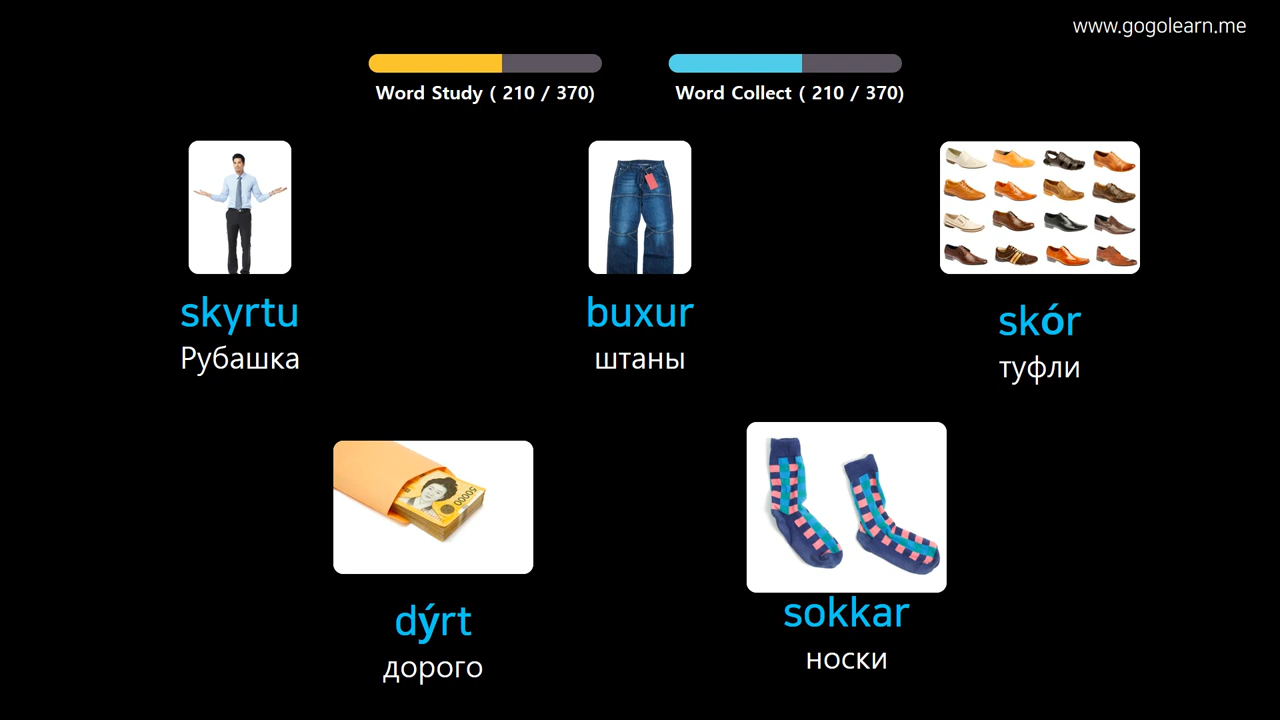 www.gogolearn.me
Word Study ( 210 / 370)
Word Collect ( 210 / 370)
skyrtu
Рубашка
buxur
штаны
skór
туфли
50000
dýrt
дорого
sokkar
носки